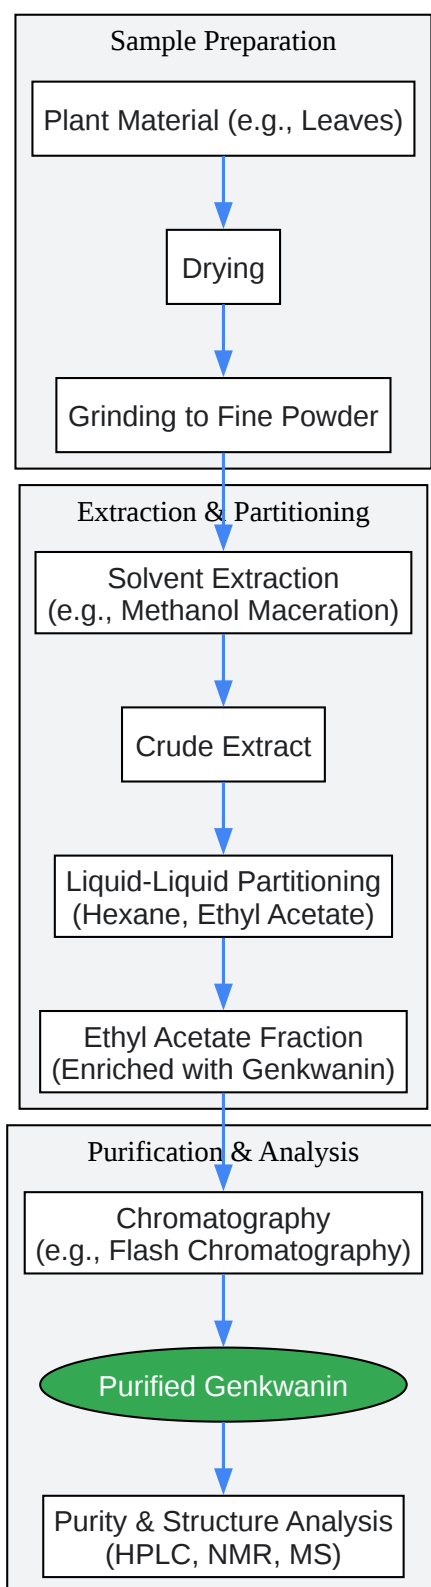 Sample Preparation
Plant Material (e.g., Leaves)
Drying
Grinding to Fine Powder
Extraction & Partitioning
Solvent Extraction
(e.g., Methanol Maceration)
Crude Extract
Liquid-Liquid Partitioning
(Hexane, Ethyl Acetate)
Ethyl Acetate Fraction
(Enriched with Genkwanin)
Purification & Analysis
Chromatography
(e.g., Flash Chromatography)
Purified Genkwanin
Purity & Structure Analysis
(HPLC, NMR, MS)